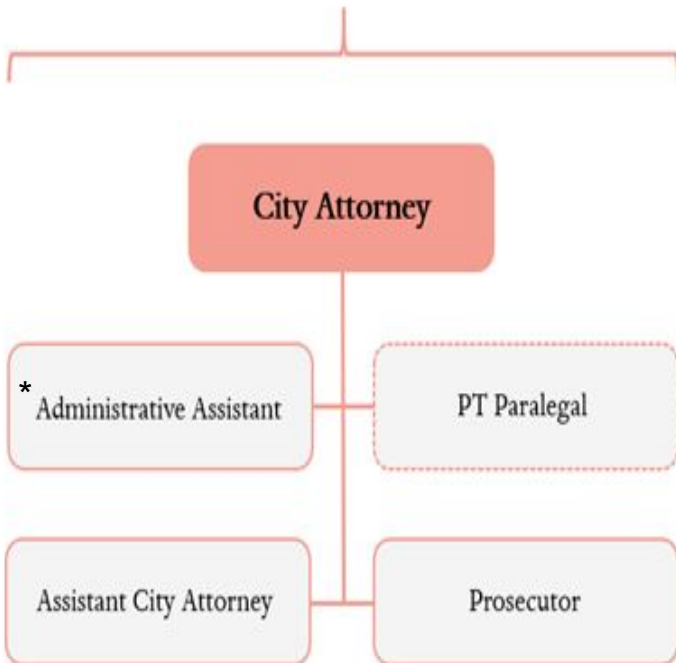 City Attorney
* Administrative Assistant
PT Paralegal
Assistant City Attorney
Prosecutor